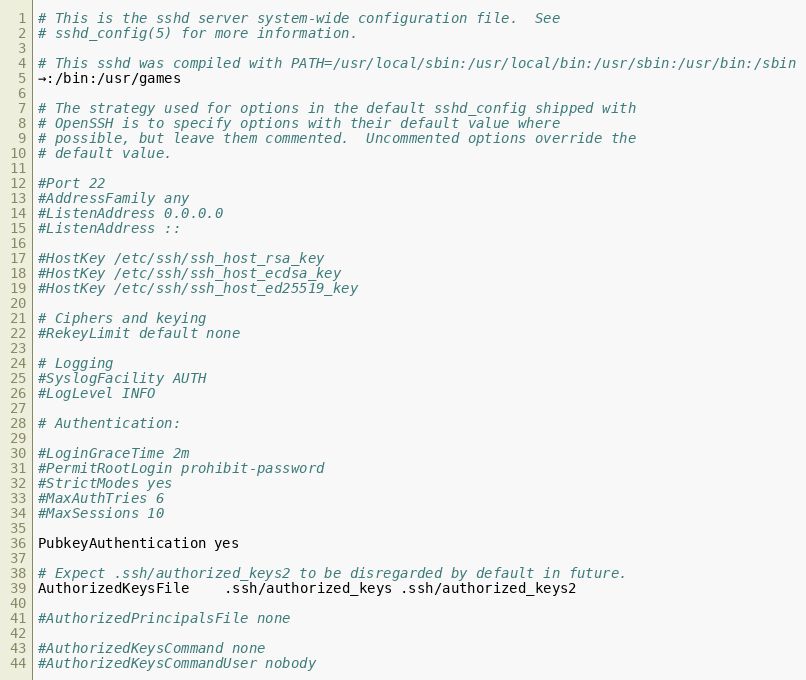 1 # This is the sshd server system-wide configuration file.  See
2 # sshd_config(5) for more information.
3
4 # This sshd was compiled with PATH=/usr/local/sbin:/usr/local/bin:/usr/sbin:/usr/bin:/sbin
5 →:/bin:/usr/games
6
7 # The strategy used for options in the default sshd_config shipped with
8 # OpenSSH is to specify options with their default value where
9 # possible, but leave them commented.  Uncommented options override the
10 # default value.
11
12 #Port 22
13 #AddressFamily any
14 #ListenAddress 0.0.0.0
15 #ListenAddress ::
16
17 #HostKey /etc/ssh/ssh_host_rsa_key
18 #HostKey /etc/ssh/ssh_host_ecdsa_key
19 #HostKey /etc/ssh/ssh_host_ed25519_key
20
21 # Ciphers and keying
22 #RekeyLimit default none
23
24 # Logging
25 #SyslogFacility AUTH
26 #LogLevel INFO
27
28 # Authentication:
29
30 #LoginGraceTime 2m
31 #PermitRootLogin prohibit-password
32 #StrictModes yes
33 #MaxAuthTries 6
34 #MaxSessions 10
35
36 PubkeyAuthentication yes
37
38 # Expect .ssh/authorized_keys2 to be disregarded by default in future.
39 AuthorizedKeysFile    .ssh/authorized_keys .ssh/authorized_keys2
40
41 #AuthorizedPrincipalsFile none
42
43 #AuthorizedKeysCommand none
44 #AuthorizedKeysCommandUser nobody